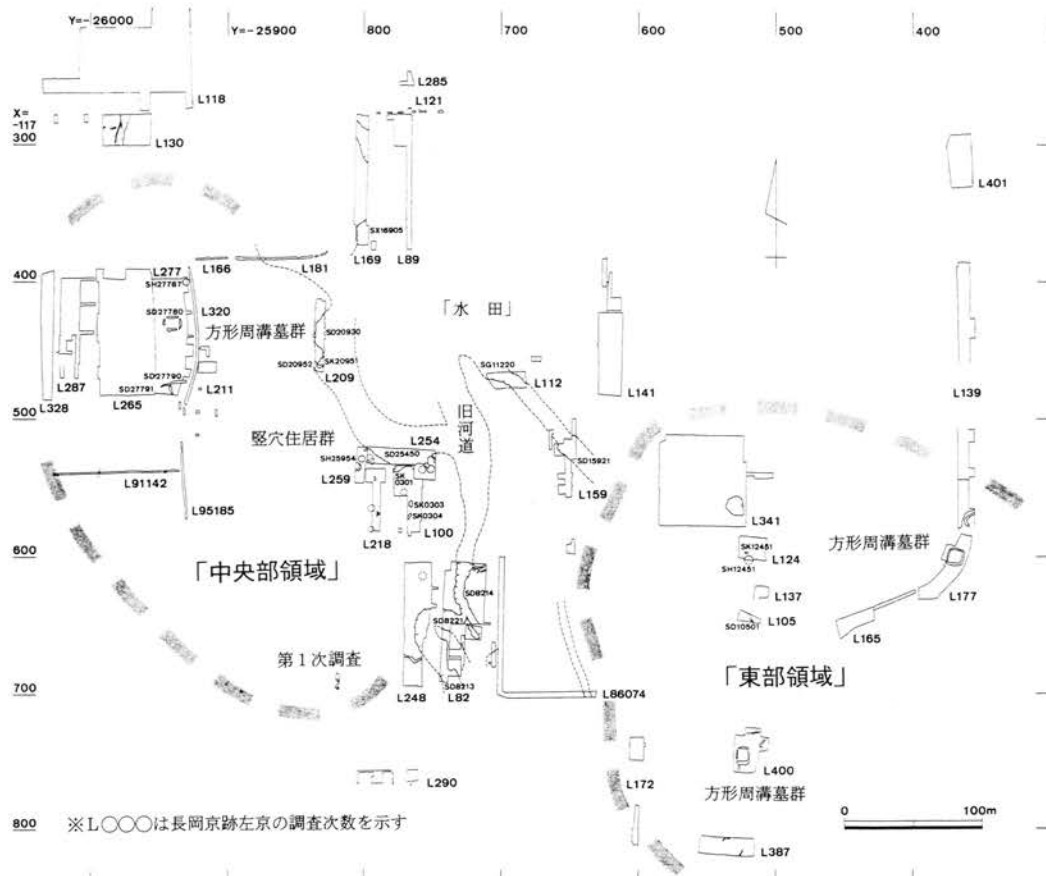 Y=-26000
Y=-25900
800
700
600
500
400
X=
-117
300
L118
L130
L285
L121
SX16905
L169
L89
L401
400
L277
SH27787
L166
L181
「水 田」
SD27780
L320
方形周溝墓群
SD20930
SK20951
SD20952
L209
SG11220
L112
L141
L139
SD27790
SD27791
L211
L287
L265
L328
500
旧河道
竪穴住居群
L254
SD25450
SH25954
L259
SK
0301
SK0303
SK0304
L218
L100
SD15921
L159
L91142
L95185
L341
SK12451
L124
SH12451
方形周溝墓群
600
「中央部領域」
SD8214
SD8221
L137
L105
SD10501
L177
L165
第1次調査
「東部領域」
700
L248
SD8213
L82
L86074
L290
L172
L400
方形周溝墓群
0
100m
800
※L○○○は長岡京跡左京の調査次数を示す
L387